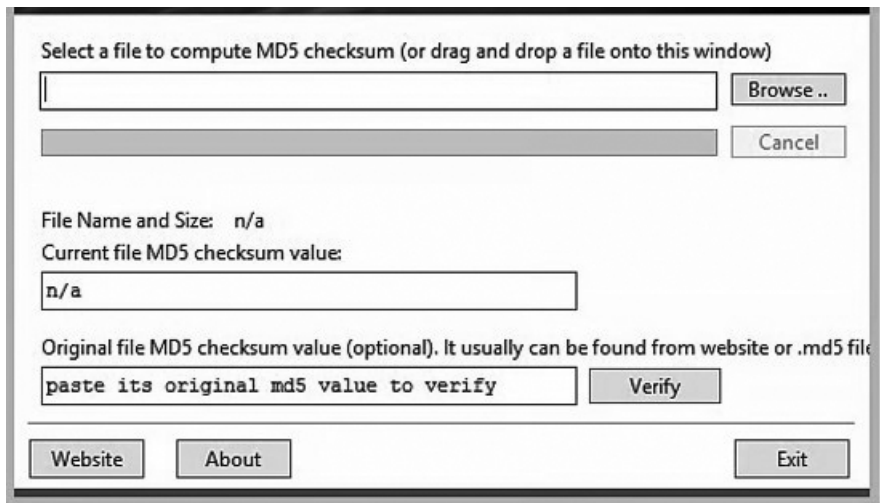 Select a file to compute MD5 checksum (or drag and drop a file onto this window)
Browse ..
Cancel
File Name and Size: n/a
Current file MD5 checksum value:
n/a
Original file MD5 checksum value (optional). It usually can be found from website or .md5 file
paste its original md5 value to verify
Verify
Website
About
Exit